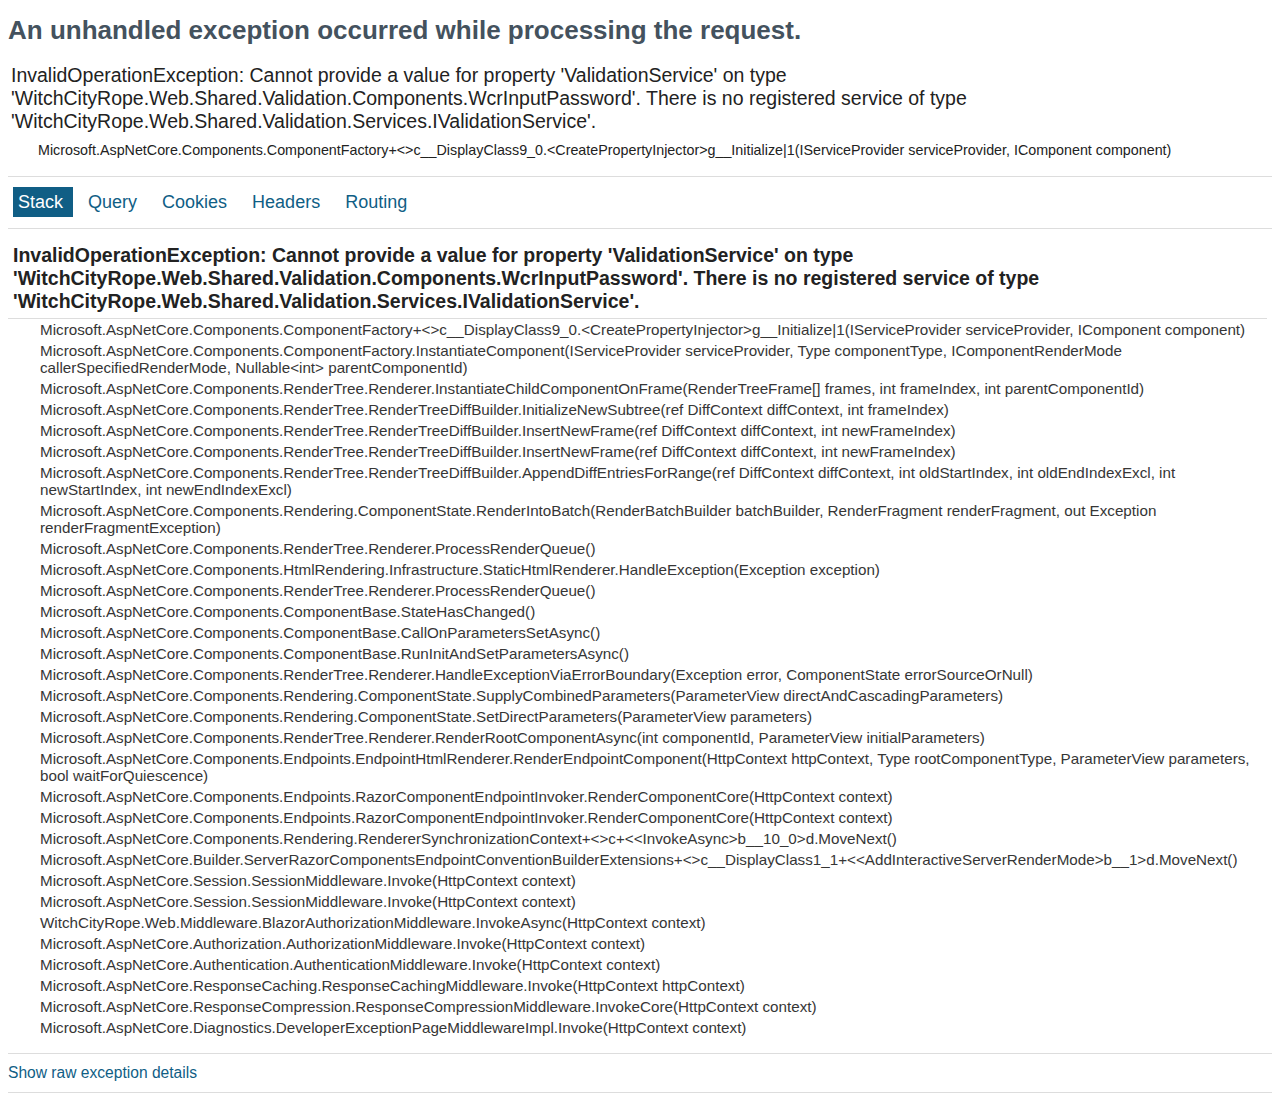 An unhandled exception occurred while processing the request.
InvalidOperationException: Cannot provide a value for property 'ValidationService' on type
'WitchCityRope.Web.Shared.Validation.Components.WcrInputPassword'. There is no registered service of type
'WitchCityRope.Web.Shared.Validation.Services.IValidationService'.
Microsoft.AspNetCore.Components.ComponentFactory+<>c__DisplayClass9_0.<CreatePropertyInjector>g__Initialize|1(IServiceProvider serviceProvider, IComponent component)
Stack Query Cookies Headers Routing
InvalidOperationException: Cannot provide a value for property 'ValidationService' on type
'WitchCityRope.Web.Shared.Validation.Components.WcrInputPassword'. There is no registered service of type
'WitchCityRope.Web.Shared.Validation.Services.IValidationService'.
Microsoft.AspNetCore.Components.ComponentFactory+<>c__DisplayClass9_0.<CreatePropertyInjector>g__Initialize|1(IServiceProvider serviceProvider, IComponent component)
Microsoft.AspNetCore.Components.ComponentFactory.InstantiateComponent(IServiceProvider serviceProvider, Type componentType, IComponentRenderMode
callerSpecifiedRenderMode, Nullable<int> parentComponentId)
Microsoft.AspNetCore.Components.RenderTree.Renderer.InstantiateChildComponentOnFrame(RenderTreeFrame[] frames, int frameIndex, int parentComponentId)
Microsoft.AspNetCore.Components.RenderTree.RenderTreeDiffBuilder.InitializeNewSubtree(ref DiffContext diffContext, int frameIndex)
Microsoft.AspNetCore.Components.RenderTree.RenderTreeDiffBuilder.InsertNewFrame(ref DiffContext diffContext, int newFrameIndex)
Microsoft.AspNetCore.Components.RenderTree.RenderTreeDiffBuilder.InsertNewFrame(ref DiffContext diffContext, int newFrameIndex)
Microsoft.AspNetCore.Components.RenderTree.RenderTreeDiffBuilder.AppendDiffEntriesForRange(ref DiffContext diffContext, int oldStartIndex, int oldEndIndexExcl, int
newStartIndex, int newEndIndexExcl)
Microsoft.AspNetCore.Components.Rendering.ComponentState.RenderIntoBatch(RenderBatchBuilder batchBuilder, RenderFragment renderFragment, out Exception
renderFragmentException)
Microsoft.AspNetCore.Components.RenderTree.Renderer.ProcessRenderQueue()
Microsoft.AspNetCore.Components.HtmlRendering.Infrastructure.StaticHtmlRenderer.HandleException(Exception exception)
Microsoft.AspNetCore.Components.RenderTree.Renderer.ProcessRenderQueue()
Microsoft.AspNetCore.Components.ComponentBase.StateHasChanged()
Microsoft.AspNetCore.Components.ComponentBase.CallOnParametersSetAsync()
Microsoft.AspNetCore.Components.ComponentBase.RunInitAndSetParametersAsync()
Microsoft.AspNetCore.Components.RenderTree.Renderer.HandleExceptionViaErrorBoundary(Exception error, ComponentState errorSourceOrNull)
Microsoft.AspNetCore.Components.Rendering.ComponentState.SupplyCombinedParameters(ParameterView directAndCascadingParameters)
Microsoft.AspNetCore.Components.Rendering.ComponentState.SetDirectParameters(ParameterView parameters)
Microsoft.AspNetCore.Components.RenderTree.Renderer.RenderRootComponentAsync(int componentId, ParameterView initialParameters)
Microsoft.AspNetCore.Components.Endpoints.EndpointHtmlRenderer.RenderEndpointComponent(HttpContext httpContext, Type rootComponentType, ParameterView parameters,
bool waitForQuiescence)
Microsoft.AspNetCore.Components.Endpoints.RazorComponentEndpointInvoker.RenderComponentCore(HttpContext context)
Microsoft.AspNetCore.Components.Endpoints.RazorComponentEndpointInvoker.RenderComponentCore(HttpContext context)
Microsoft.AspNetCore.Components.Rendering.RendererSynchronizationContext+<>c+<<InvokeAsync>b__10_0>d.MoveNext()
Microsoft.AspNetCore.Builder.ServerRazorComponentsEndpointConventionBuilderExtensions+<>c__DisplayClass1_1+<<AddInteractiveServerRenderMode>b__1>d.MoveNext()
Microsoft.AspNetCore.Session.SessionMiddleware.Invoke(HttpContext context)
Microsoft.AspNetCore.Session.SessionMiddleware.Invoke(HttpContext context)
WitchCityRope.Web.Middleware.BlazorAuthorizationMiddleware.InvokeAsync(HttpContext context)
Microsoft.AspNetCore.Authorization.AuthorizationMiddleware.Invoke(HttpContext context)
Microsoft.AspNetCore.Authentication.AuthenticationMiddleware.Invoke(HttpContext context)
Microsoft.AspNetCore.ResponseCaching.ResponseCachingMiddleware.Invoke(HttpContext httpContext)
Microsoft.AspNetCore.ResponseCompression.ResponseCompressionMiddleware.InvokeCore(HttpContext context)
Microsoft.AspNetCore.Diagnostics.DeveloperExceptionPageMiddlewareImpl.Invoke(HttpContext context)
Show raw exception details